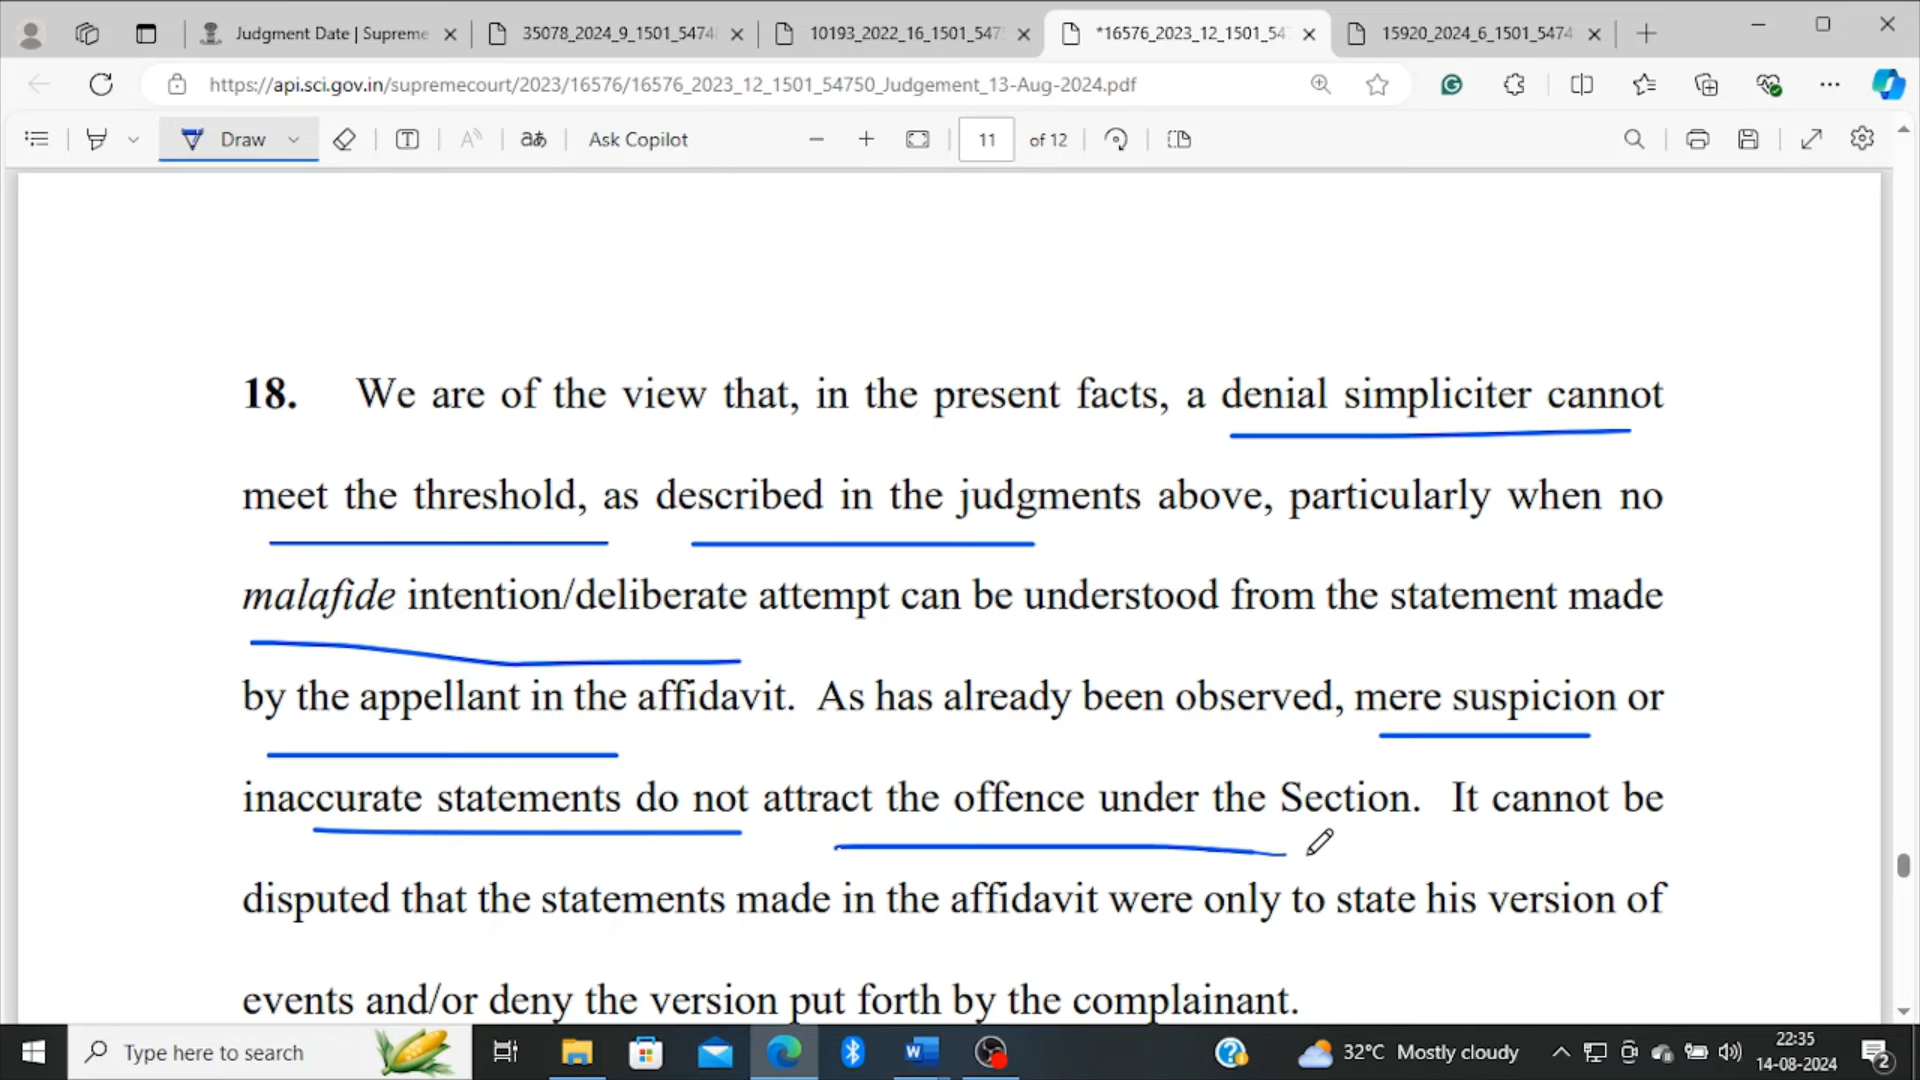 Judgment Date | Supreme
35078_2024_9_1501_5474
10193_2022_16_1501_547
*16576_2023_12_1501_54
15920_2024_6_1501_5474
https://api.sci.gov.in/supremecourt/2023/16576/16576_2023_12_1501_54750_Judgement_13-Aug-2024.pdf
Draw
Ask Copilot
11 of 12
18. We are of the view that, in the present facts, a denial simpliciter cannot
meet the threshold, as described in the judgments above, particularly when no
malafide intention/deliberate attempt can be understood from the statement made
by the appellant in the affidavit. As has already been observed, mere suspicion or
inaccurate statements do not attract the offence under the Section. It cannot be
disputed that the statements made in the affidavit were only to state his version of
events and/or deny the version put forth by the complainant.
Type here to search
32°C Mostly cloudy
22:35
14-08-2024
2